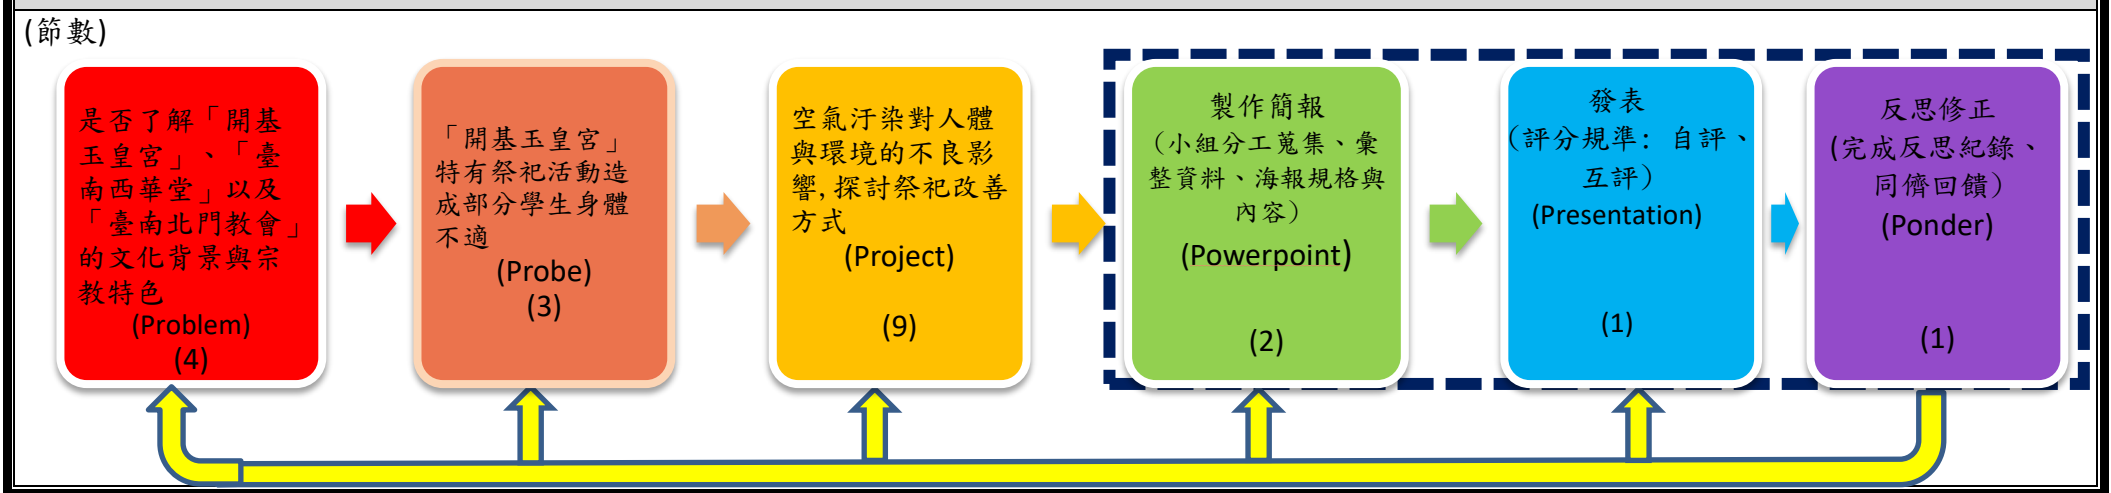 (節數)
是否了解「開基
玉皇宮」、「臺
南西華堂」以及
「臺南北門教會」
的文化背景與宗
教特色
(Problem)
(4)
「開基玉皇宮」
特有祭祀活動造
成部分學生身體
不適
(Probe)
(3)
空氣汙染對人體
與環境的不良影
響,探討祭祀改善
方式
(Project)
(9)
製作簡報
（小組分工蒐集、彙
整資料、海報規格與
內容）
(Powerpoint)
(2)
發表
（評分規準: 自評、
互評）
(Presentation)
(1)
反思修正
(完成反思紀錄、
同儕回饋）
(Ponder)
(1)